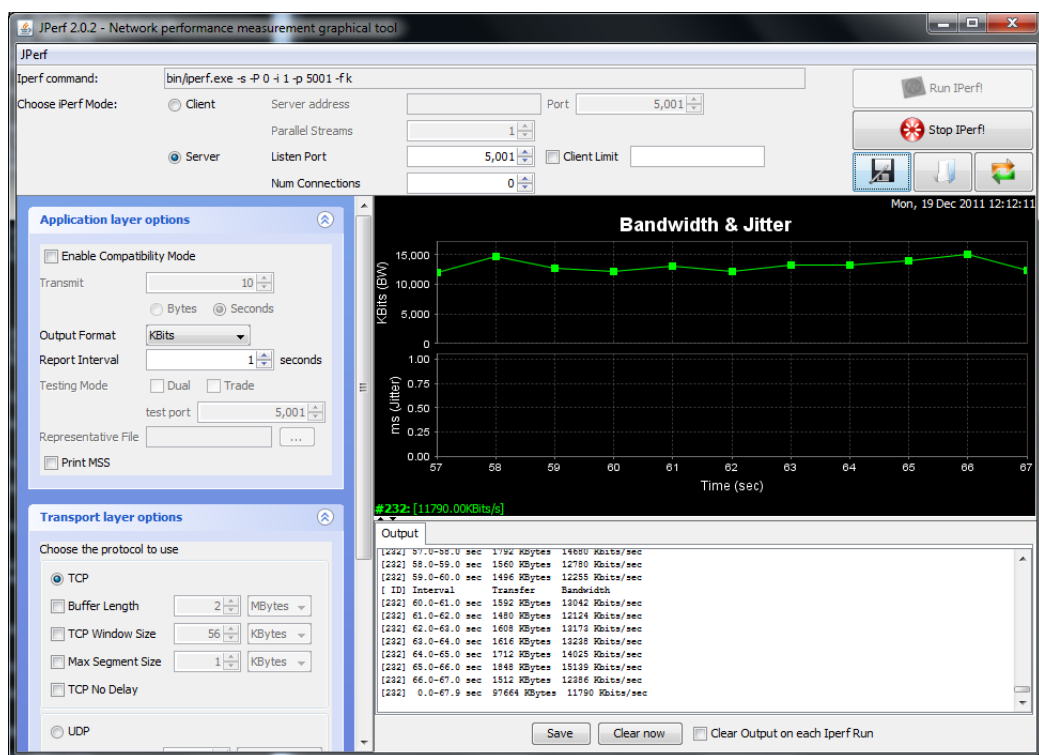 JPerf 2.0.2 - Network performance measurement graphical tool
JPerf
Iperf command: bin/iperf.exe -s -P 0 -i 1 -p 5001 -f k
Run IPerf!
Choose iPerf Mode: Client Server address Port 5,001
Parallel Streams 1
Stop IPerf!
Server Listen Port 5,001 Client Limit
Num Connections 0
Application layer options
Enable Compatibility Mode
Transmit 10
Bytes Seconds
Output Format KBits
Report Interval 1 seconds
Testing Mode Dual Trade
test port 5,001
Representative File ...
Print MSS
Transport layer options
Choose the protocol to use
TCP
Buffer Length 2 MBytes
TCP Window Size 56 KBytes
Max Segment Size 1 KBytes
TCP No Delay
UDP
Mon, 19 Dec 2011 12:12:11
Bandwidth & Jitter
KBits (BW)
15,000
10,000
5,000
0
ms (Jitter)
1.00
0.75
0.50
0.25
0.00
57 58 59 60 61 62 63 64 65 66 67
Time (sec)
#232: [11790.00KBits/s]
Output
[232] 57.0-58.0 sec 1792 KBytes 14680 Kbits/sec
[232] 58.0-59.0 sec 1560 KBytes 12780 Kbits/sec
[232] 59.0-60.0 sec 1496 KBytes 12255 Kbits/sec
[ ID] Interval Transfer Bandwidth
[232] 60.0-61.0 sec 1592 KBytes 13042 Kbits/sec
[232] 61.0-62.0 sec 1480 KBytes 12124 Kbits/sec
[232] 62.0-63.0 sec 1608 KBytes 13173 Kbits/sec
[232] 63.0-64.0 sec 1616 KBytes 13238 Kbits/sec
[232] 64.0-65.0 sec 1712 KBytes 14025 Kbits/sec
[232] 65.0-66.0 sec 1848 KBytes 15139 Kbits/sec
[232] 66.0-67.0 sec 1512 KBytes 12386 Kbits/sec
[232] 0.0-67.9 sec 97664 KBytes 11790 Kbits/sec
Save Clear now Clear Output on each Iperf Run